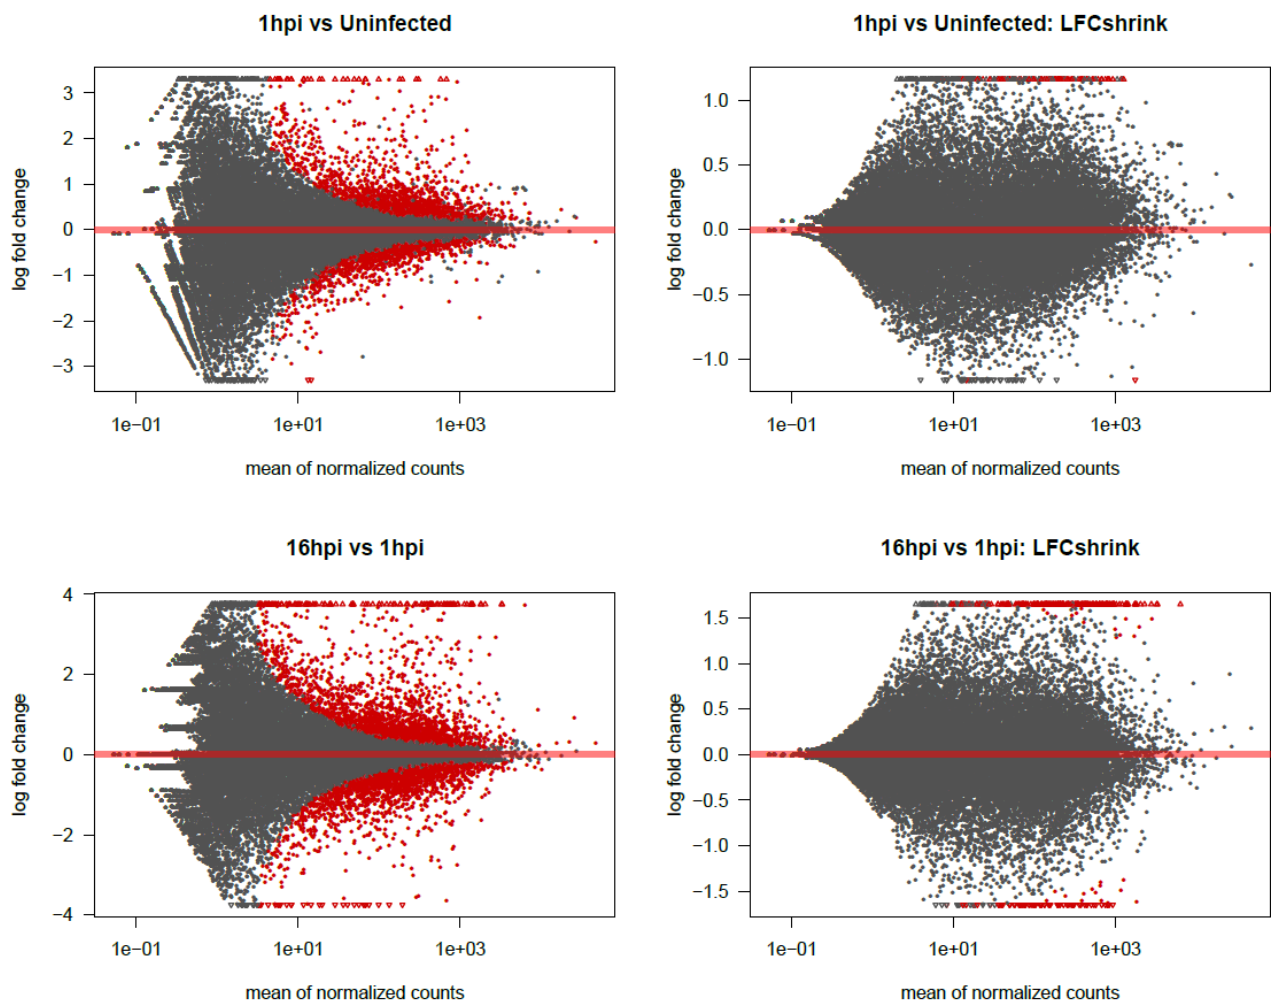 1hpi vs Uninfected
log fold change
3
2
1
0
−1
−2
−3
1e−01 1e+01 1e+03
mean of normalized counts
1hpi vs Uninfected: LFCshrink
log fold change
1.0
0.5
0.0
−0.5
−1.0
1e−01 1e+01 1e+03
mean of normalized counts
16hpi vs 1hpi
log fold change
4
2
0
−2
−4
1e−01 1e+01 1e+03
mean of normalized counts
16hpi vs 1hpi: LFCshrink
log fold change
1.5
1.0
0.5
0.0
−0.5
−1.0
−1.5
1e−01 1e+01 1e+03
mean of normalized counts